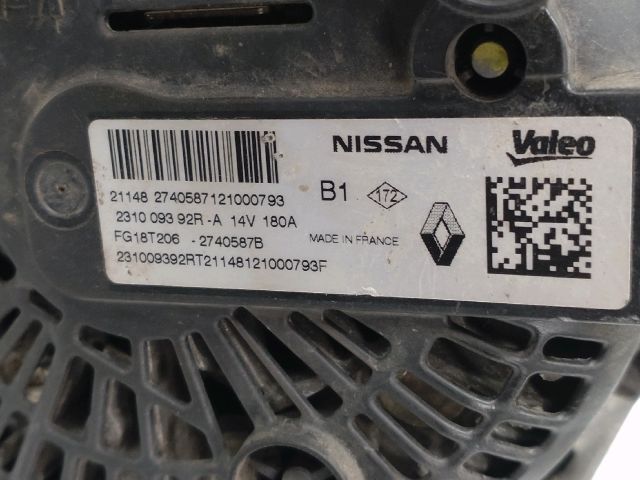 NISSAN Valeo
21148 2740587121000793
B1 172
2310 093 92R -A 14V 180A
FG18T206 - 2740587B
MADE IN FRANCE
231009392RT21148121000793F